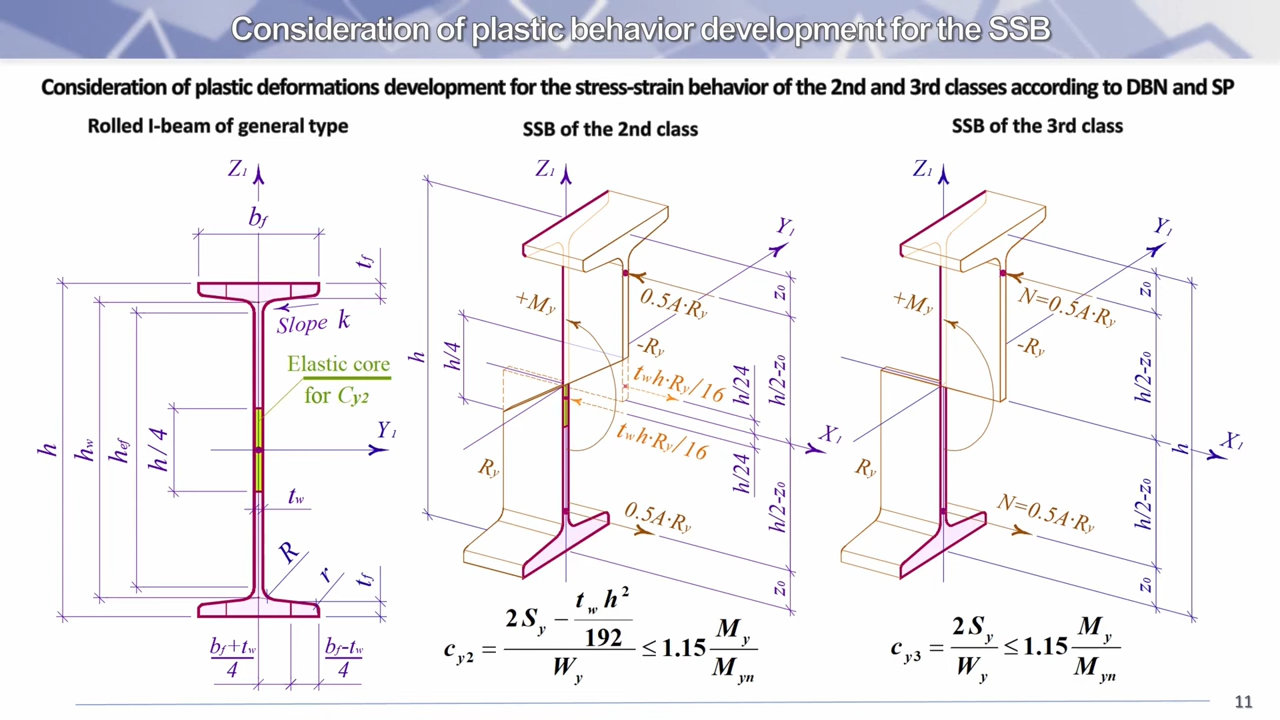 Consideration of plastic behavior development for the SSB
Consideration of plastic deformations development for the stress-strain behavior of the 2nd and 3rd classes according to DBN and SP
Rolled I-beam of general type
Z1
bf
tf
Slope k
Elastic core
for Cy2
Y1
h
hw
hef
h/4
tw
R
r
tf
bf+tw
4
bf-tw
4
SSB of the 2nd class
Z1
Y1
+My
0.5A·Ry
z0
-Ry
h
h/4
twh·Ry/16
h/24
h/2-z0
X1
twh·Ry/16
h/24
h/2-z0
Ry
0.5A·Ry
z0
cy2 = (2Sy − tw h²/192) / Wy ≤ 1.15 My/Myn
SSB of the 3rd class
Z1
Y1
+My
N=0.5A·Ry
z0
-Ry
h/2-z0
X1
h
Ry
N=0.5A·Ry
h/2-z0
z0
cy3 = 2Sy/Wy ≤ 1.15 My/Myn
11